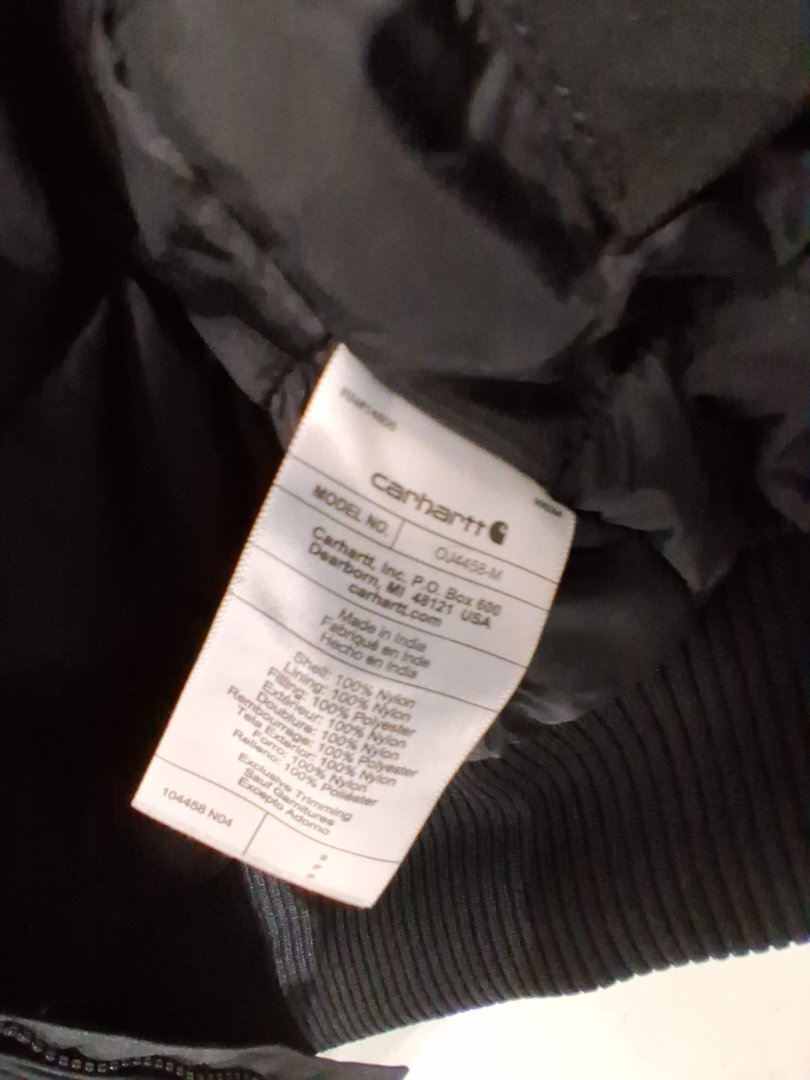 RN#14806
carhartt
MODEL NO.
OJ4458-M
Carhartt, Inc. P.O. Box 600
Dearborn, MI 48121 USA
carhartt.com
Made in India
Fabriqué en Inde
Hecho en India
Shell: 100% Nylon
Lining: 100% Nylon
Filling: 100% Polyester
Extérieur: 100% Nylon
Doublure: 100% Nylon
Rembourrage: 100% Polyester
Tela Exterior: 100% Nylon
Forro: 100% Nylon
Relleno: 100% Poliéster
Exclusive Trimming
Sauf Garnitures
Excepto Adorno
104458 N04
S
P
P